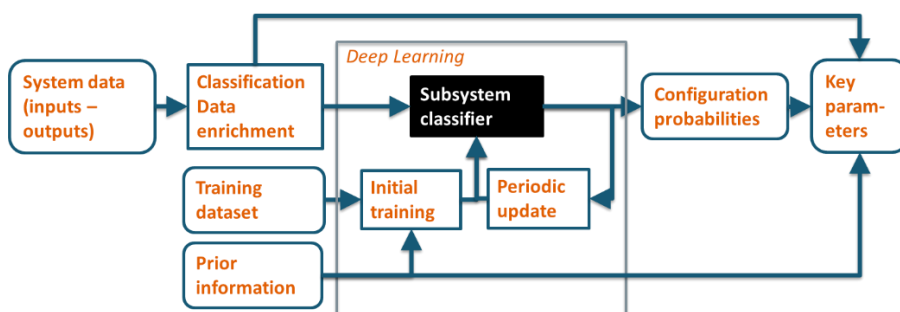 Deep Learning
System data
(inputs –
outputs)
Classification
Data
enrichment
Subsystem
classifier
Configuration
probabilities
Key
param-
eters
Training
dataset
Initial
training
Periodic
update
Prior
information